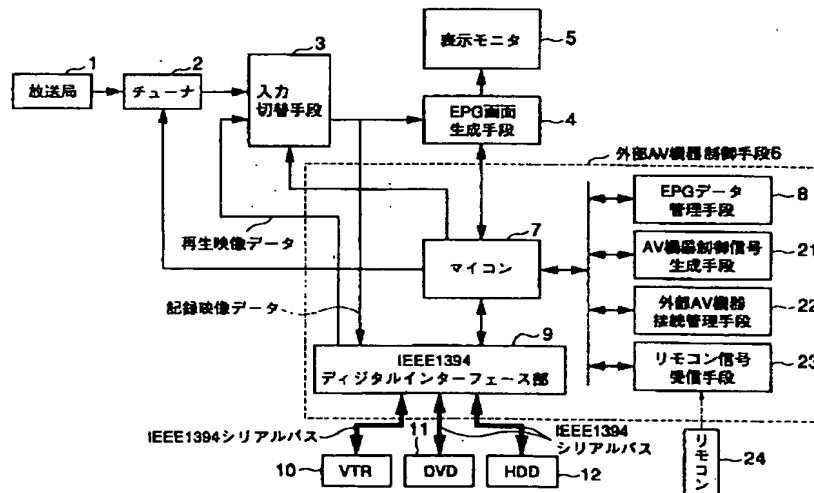 1
放送局
2
チューナ
3
入力
切替手段
表示モニタ
5
EPG画面
生成手段
4
外部AV機器制御手段6
EPGデータ
管理手段
8
再生映像データ
7
マイコン
AV機器制御信号
生成手段
21
記録映像データ
外部AV機器
接続管理手段
22
9
IEEE1394
ディジタルインターフェース部
リモコン信号
受信手段
23
IEEE1394シリアルバス
11
IEEE1394
シリアルバス
VTR
10
DVD
HDD
12
リモコン
24